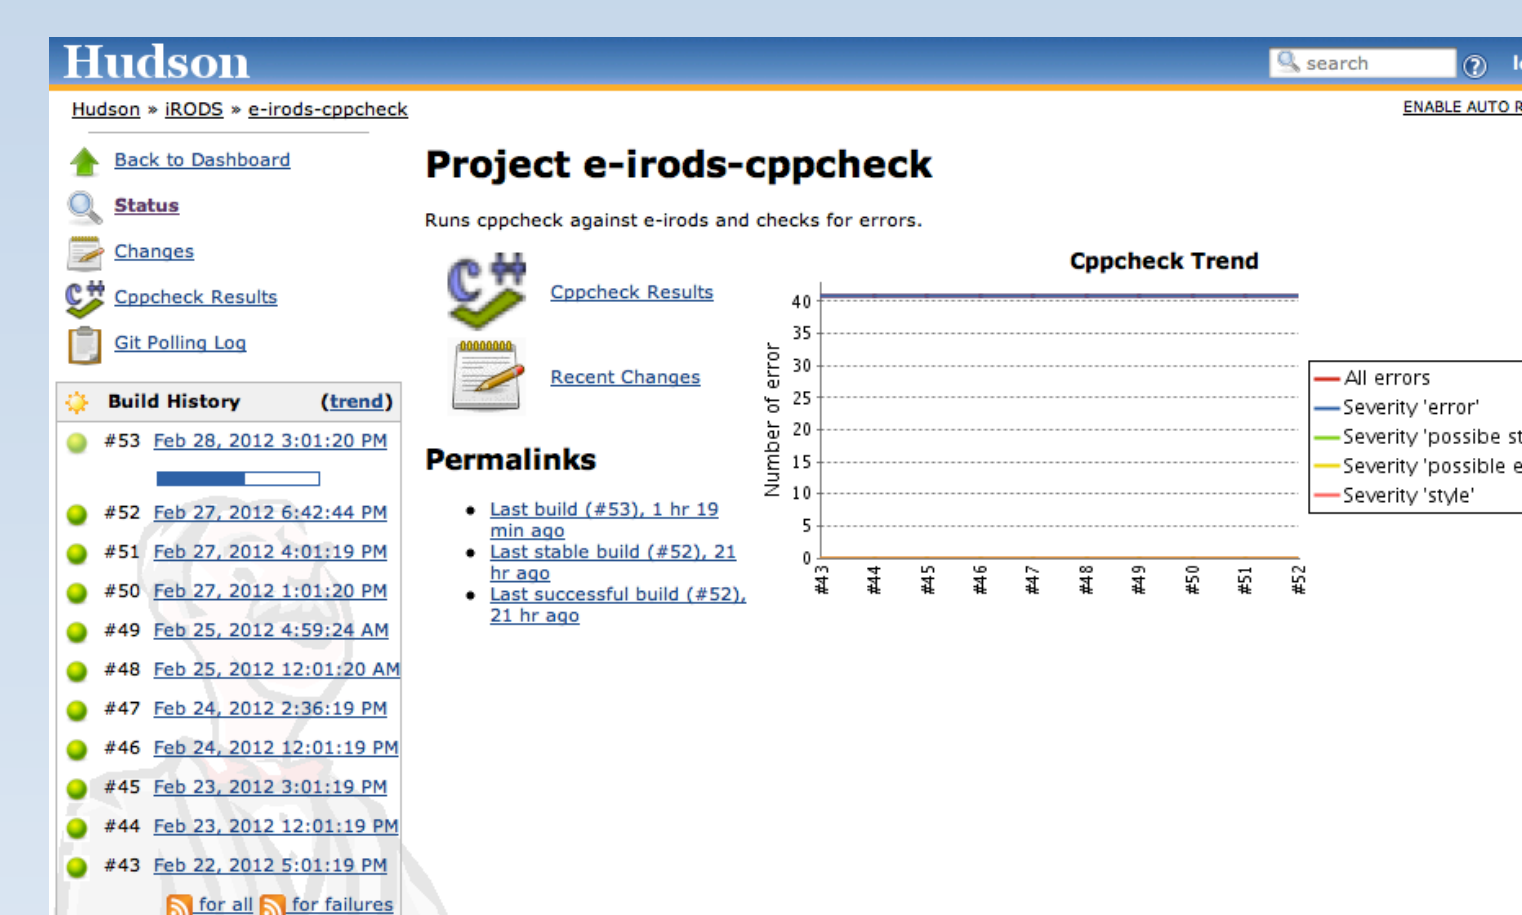 Hudson
search
Hudson » iRODS » e-irods-cppcheck
ENABLE AUTO R
Back to Dashboard
Status
Changes
Cppcheck Results
Git Polling Log
Build History (trend)
#53 Feb 28, 2012 3:01:20 PM
#52 Feb 27, 2012 6:42:44 PM
#51 Feb 27, 2012 4:01:19 PM
#50 Feb 27, 2012 1:01:20 PM
#49 Feb 25, 2012 4:59:24 AM
#48 Feb 25, 2012 12:01:20 AM
#47 Feb 24, 2012 2:36:19 PM
#46 Feb 24, 2012 12:01:19 PM
#45 Feb 23, 2012 3:01:19 PM
#44 Feb 23, 2012 12:01:19 PM
#43 Feb 22, 2012 5:01:19 PM
for all for failures
Project e-irods-cppcheck
Runs cppcheck against e-irods and checks for errors.
Cppcheck Results
Recent Changes
Permalinks
Last build (#53), 1 hr 19
min ago
Last stable build (#52), 21
hr ago
Last successful build (#52),
21 hr ago
Cppcheck Trend
Number of error
40
35
30
25
20
15
10
5
0
#43 #44 #45 #46 #47 #48 #49 #50 #51 #52
All errors
Severity 'error'
Severity 'possibe st
Severity 'possible e
Severity 'style'